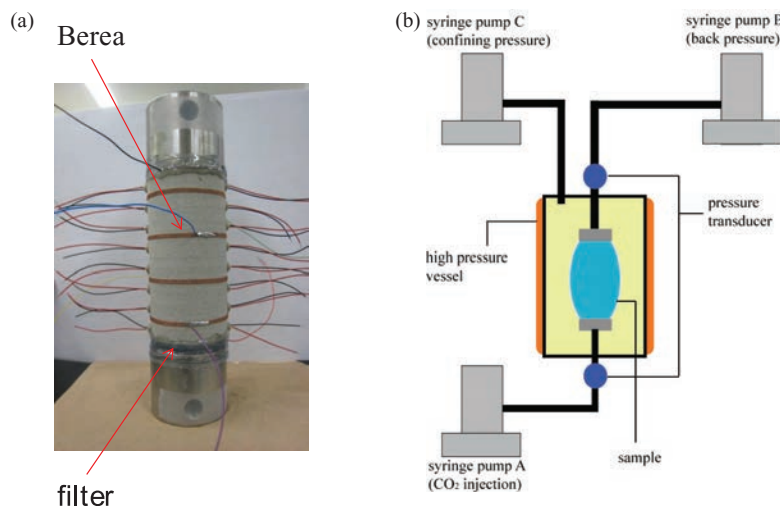 (a)
Berea
filter
(b)
syringe pump C
(confining pressure)
syringe pump B
(back pressure)
pressure
transducer
high pressure
vessel
sample
syringe pump A
(CO₂ injection)